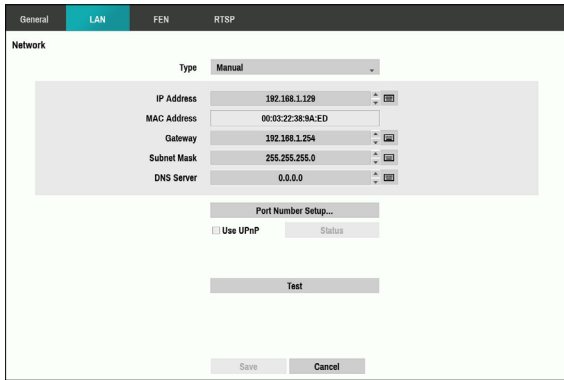 General LAN FEN RTSP
Network
Type Manual
IP Address 192.168.1.129
MAC Address 00:03:22:38:9A:ED
Gateway 192.168.1.254
Subnet Mask 255.255.255.0
DNS Server 0.0.0.0
Port Number Setup...
Use UPnP Status
Test
Save Cancel